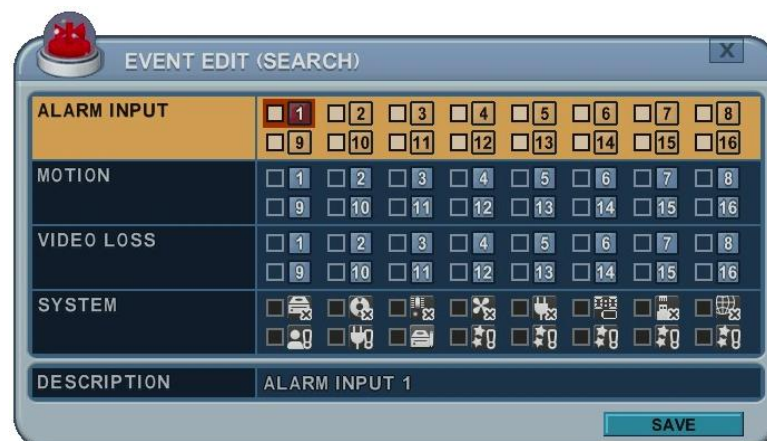 EVENT EDIT (SEARCH) X
ALARM INPUT 1 2 3 4 5 6 7 8
9 10 11 12 13 14 15 16
MOTION 1 2 3 4 5 6 7 8
9 10 11 12 13 14 15 16
VIDEO LOSS 1 2 3 4 5 6 7 8
9 10 11 12 13 14 15 16
SYSTEM
DESCRIPTION ALARM INPUT 1
SAVE